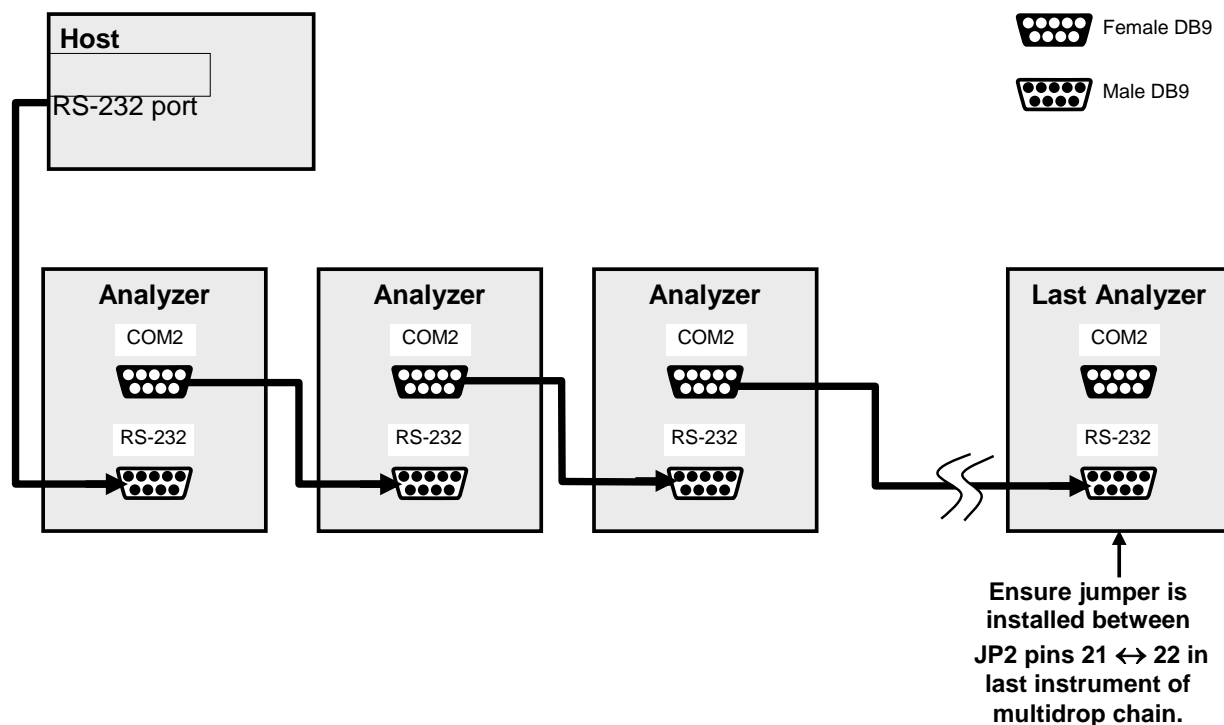 Host
RS-232 port
Female DB9
Male DB9
Analyzer
COM2
RS-232
Analyzer
COM2
RS-232
Analyzer
COM2
RS-232
Last Analyzer
COM2
RS-232
Ensure jumper is
installed between
JP2 pins 21 ↔ 22 in
last instrument of
multidrop chain.